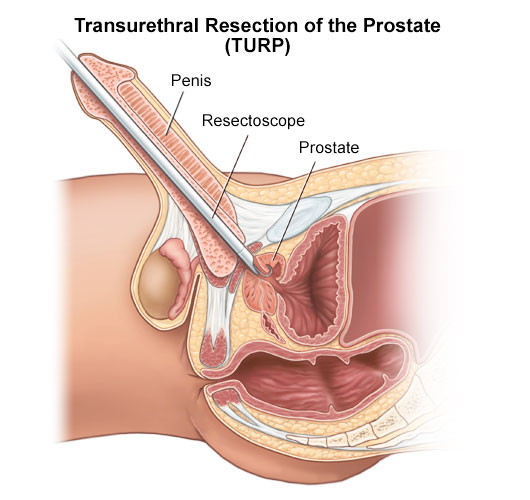 Transurethral Resection of the Prostate
(TURP)
Penis
Resectoscope
Prostate